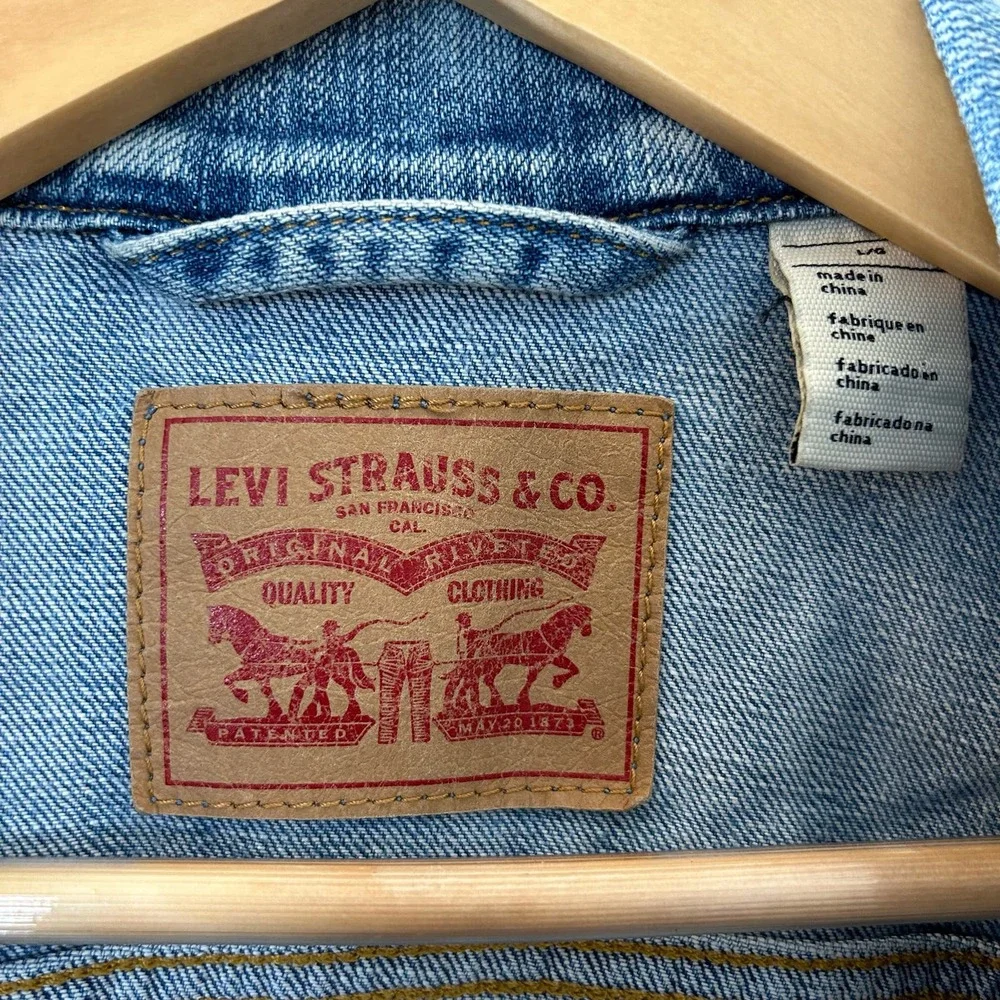 LEVI STRAUSS & CO.
SAN FRANCISCO
CAL.
ORIGINAL RIVETED
QUALITY CLOTHING
PATENTED MAY 20 1873 ®
L/G
made in
china
fabrique en
chine
fabricado en
china
fabricado na
china